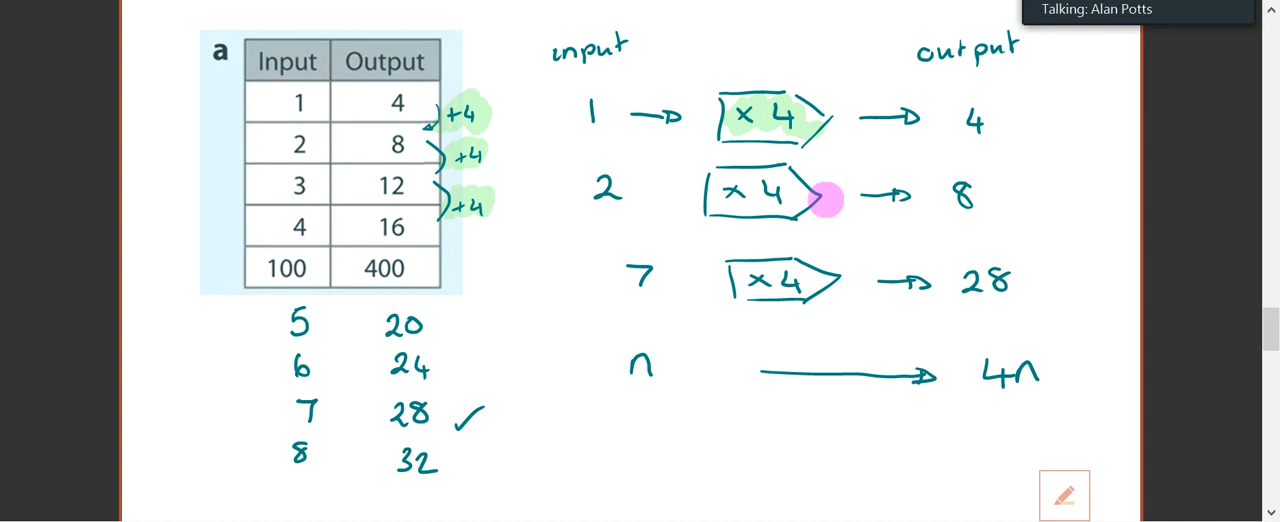 Talking: Alan Potts
a
Input Output
1 4
2 8
3 12
4 16
100 400
+4
+4
+4
5 20
6 24
7 28 ✓
8 32
input output
1 → × 4 → 4
2 × 4 → 8
7 × 4 → 28
n → 4n